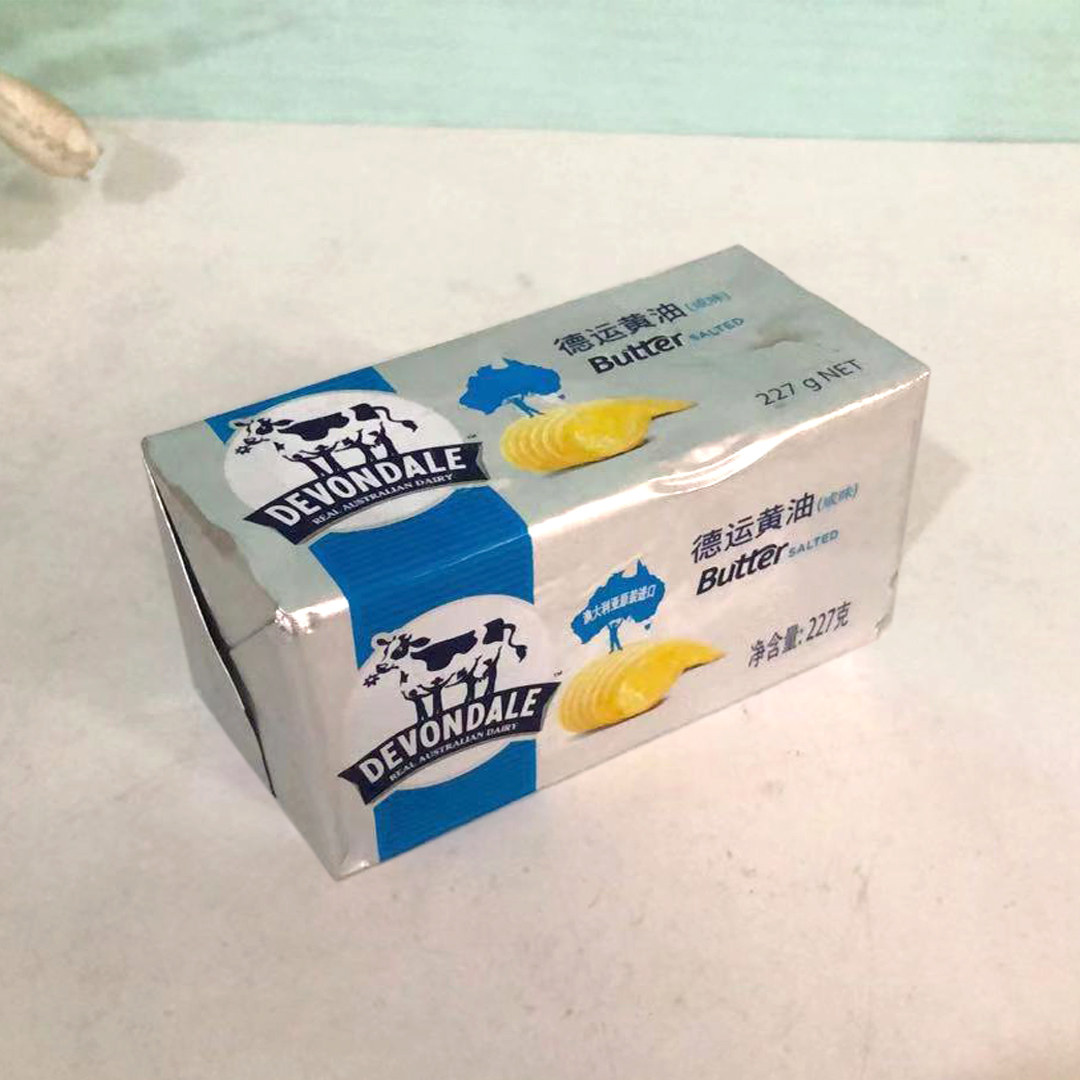 德运黄油(咸味)
Butter SALTED
227 g NET
DEVONDALE™
REAL AUSTRALIAN DAIRY
德运黄油(咸味)
Butter SALTED
澳大利亚原装进口
净含量: 227克
DEVONDALE™
REAL AUSTRALIAN DAIRY